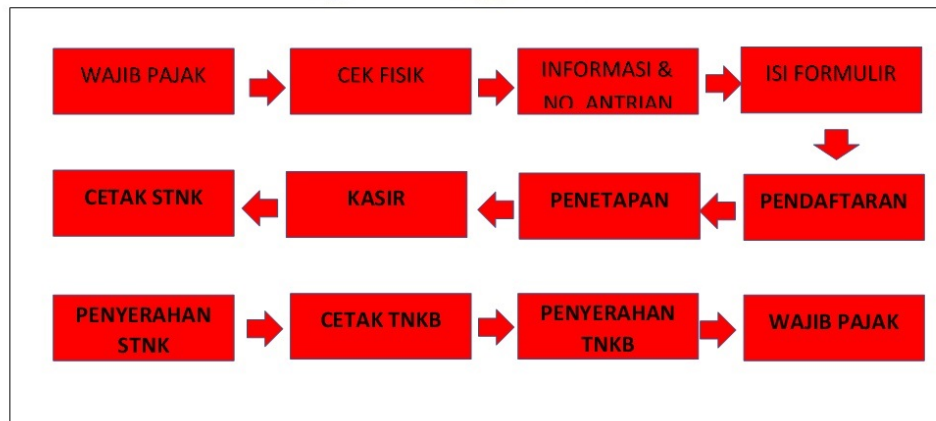 WAJIB PAJAK
CEK FISIK
INFORMASI &
NO. ANTRIAN
ISI FORMULIR
CETAK STNK
KASIR
PENETAPAN
PENDAFTARAN
PENYERAHAN
STNK
CETAK TNKB
PENYERAHAN
TNKB
WAJIB PAJAK